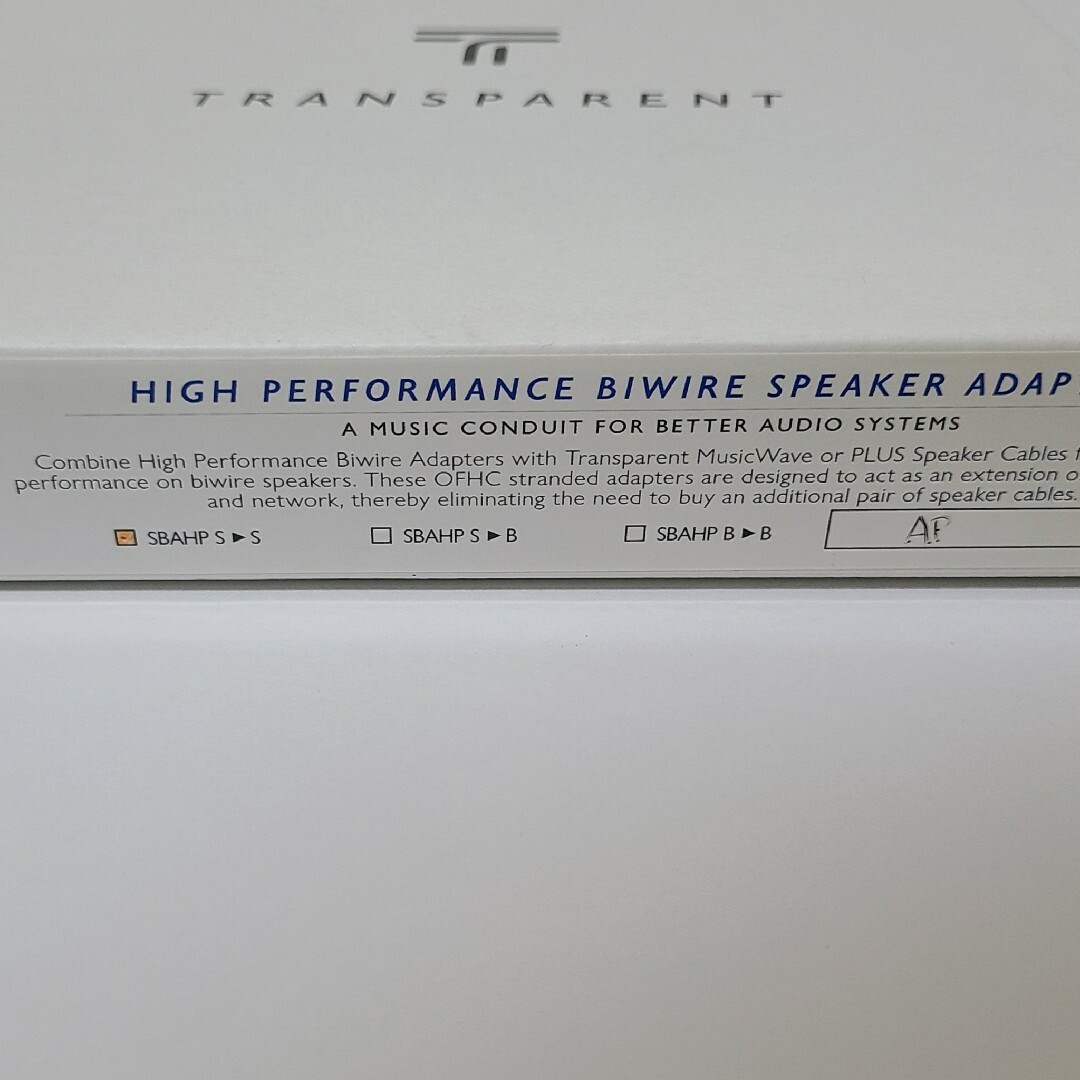 TRANSPARENT
HIGH PERFORMANCE BIWIRE SPEAKER ADAP
A MUSIC CONDUIT FOR BETTER AUDIO SYSTEMS
Combine High Performance Biwire Adapters with Transparent MusicWave or PLUS Speaker Cables
performance on biwire speakers. These OFHC stranded adapters are designed to act as an extension
and network, thereby eliminating the need to buy an additional pair of speaker cables.
SBAHP S ► S SBAHP S ► B SBAHP B ► B AP